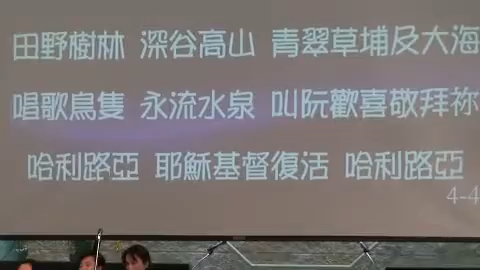 田野樹林 深谷高山 青翠草埔及大海
唱歌鳥隻 永流水泉 叫阮歡喜敬拜祢
哈利路亞 耶穌基督復活 哈利路亞
4-4